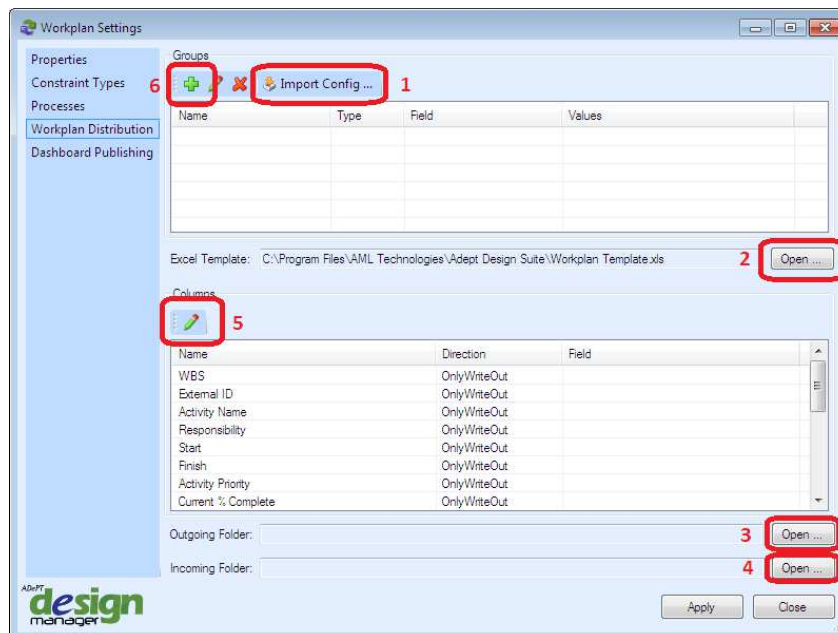 Workplan Settings
Properties
Constraint Types
Processes
Workplan Distribution
Dashboard Publishing
Groups
6
Import Config ...
1
Name Type Field Values
Excel Template: C:\Program Files\AML Technologies\Adept Design Suite\Workplan Template.xls
2
Open ...
Columns
5
Name Direction Field
WBS OnlyWriteOut
External ID OnlyWriteOut
Activity Name OnlyWriteOut
Responsibility OnlyWriteOut
Start OnlyWriteOut
Finish OnlyWriteOut
Activity Priority OnlyWriteOut
Current % Complete OnlyWriteOut
Outgoing Folder:
3
Open ...
Incoming Folder:
4
Open ...
ADePT
design
manager
Apply
Close